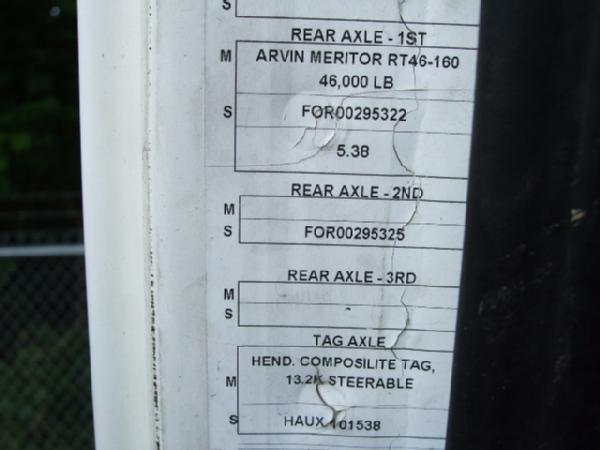 S
REAR AXLE - 1ST
M ARVIN MERITOR RT46-160
46,000 LB
S FOR00295322
5.38
REAR AXLE - 2ND
M
S FOR00295325
REAR AXLE - 3RD
M
S
TAG AXLE
HEND. COMPOSILITE TAG,
M 13.2K STEERABLE
S HAUX 101538